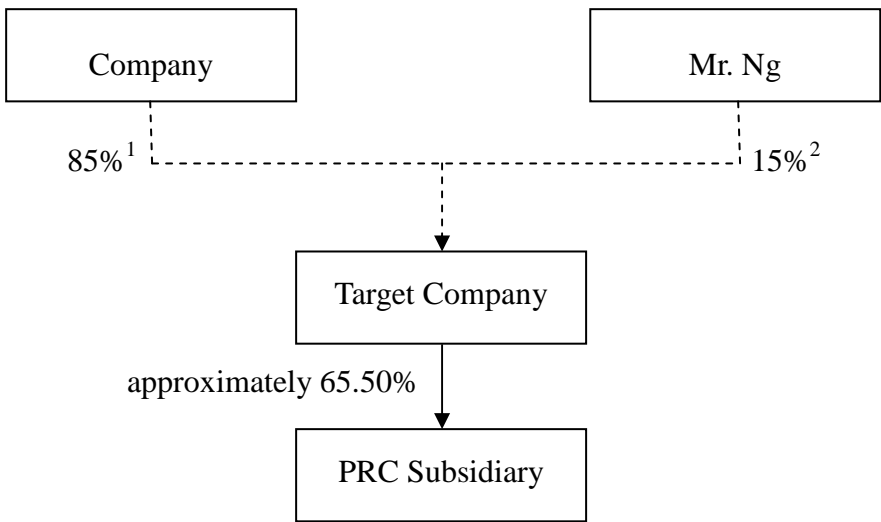 Company
Mr. Ng
85%¹
15%²
Target Company
approximately 65.50%
PRC Subsidiary